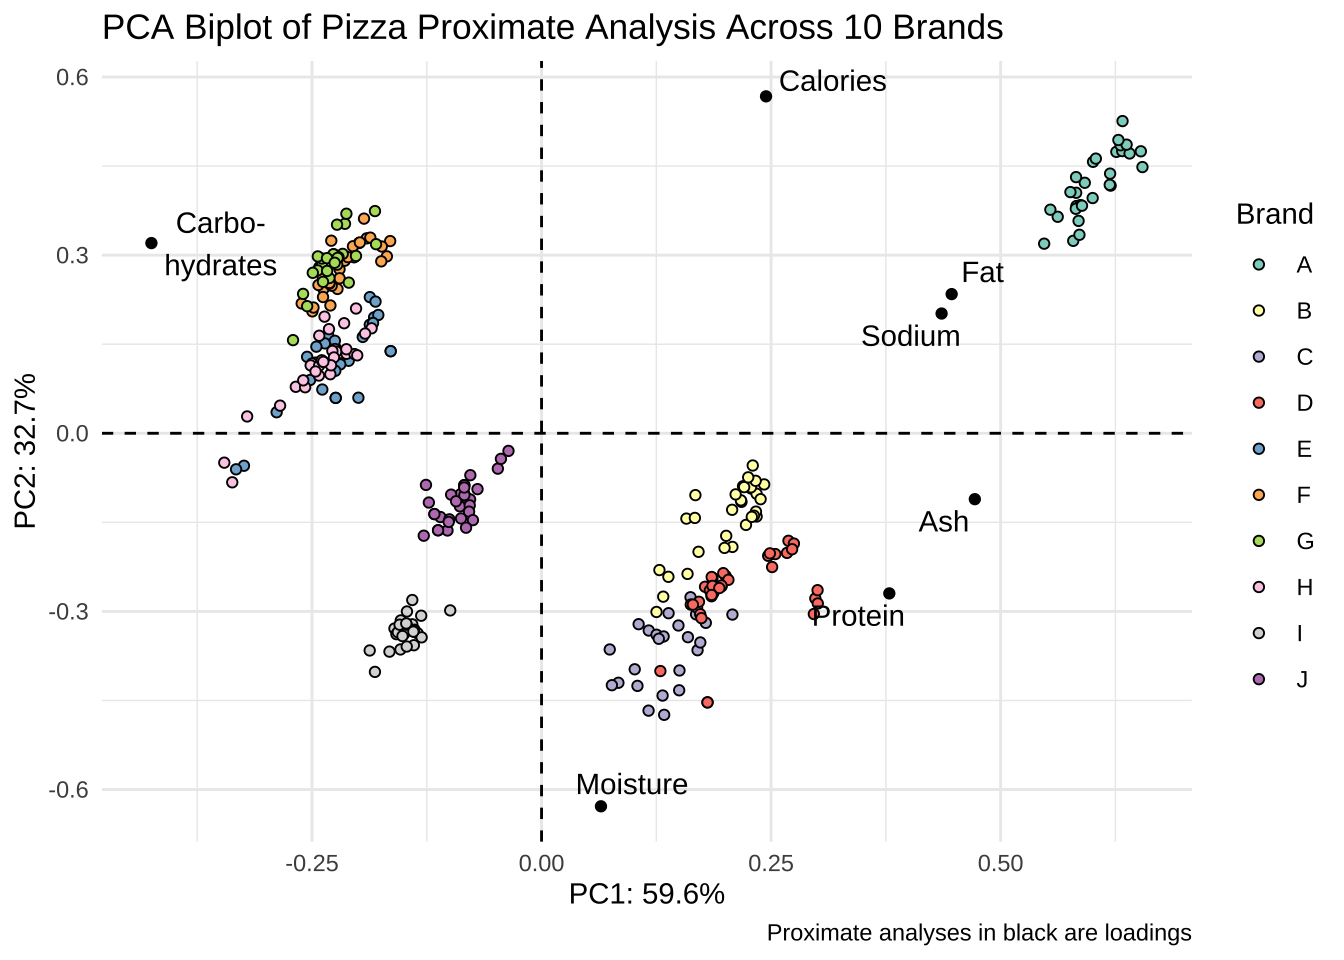 PCA Biplot of Pizza Proximate Analysis Across 10 Brands
0.6
0.3
0.0
-0.3
-0.6
PC2: 32.7%
Calories
Carbo-
hydrates
Fat
Sodium
Ash
Protein
Moisture
-0.25
0.00
0.25
0.50
PC1: 59.6%
Brand
A
B
C
D
E
F
G
H
I
J
Proximate analyses in black are loadings